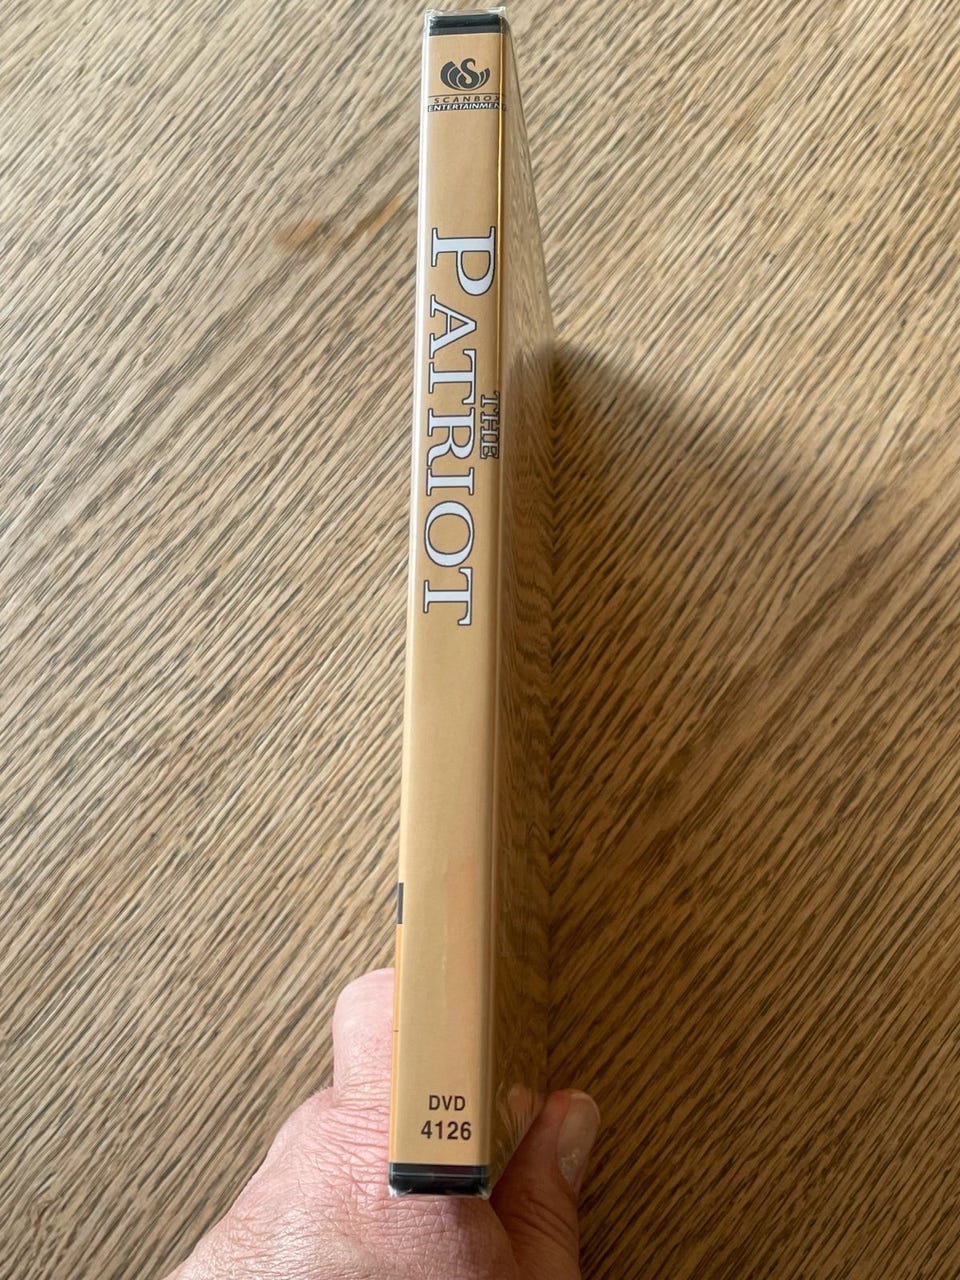 SCANBOX
ENTERTAINMENT
THE
PATRIOT
DVD
4126